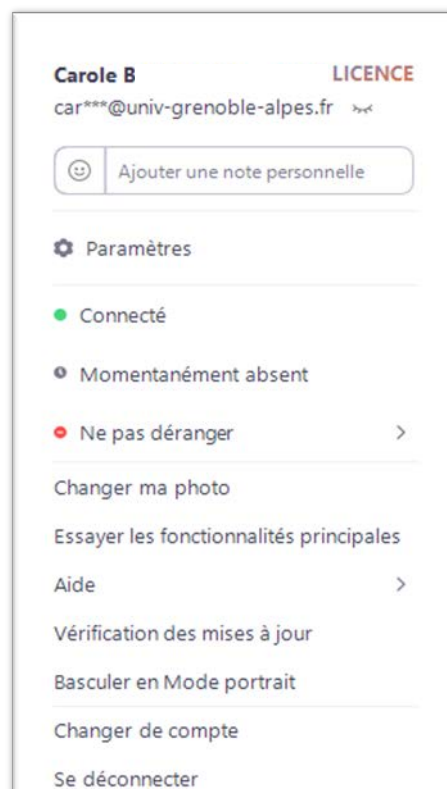 Carole B
LICENCE
car***@univ-grenoble-alpes.fr
Ajouter une note personnelle
Paramètres
Connecté
Momentanément absent
Ne pas déranger
Changer ma photo
Essayer les fonctionnalités principales
Aide
Vérification des mises à jour
Basculer en Mode portrait
Changer de compte
Se déconnecter